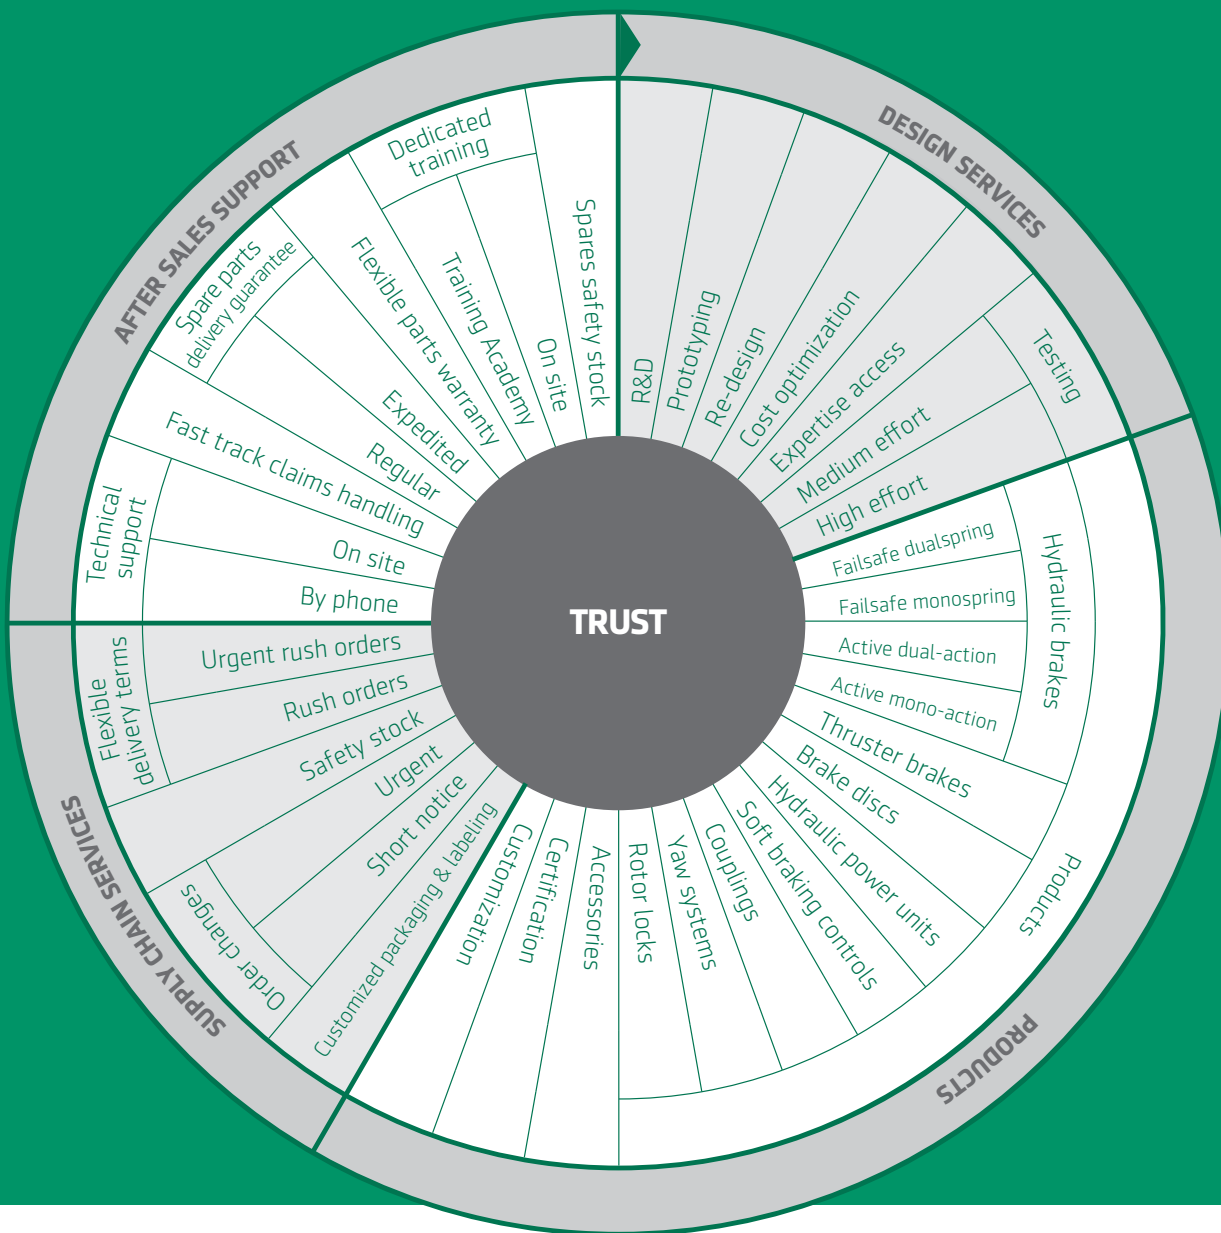 TRUST
DESIGN SERVICES
R&D
Prototyping
Re-design
Cost optimization
Expertise access
Testing
Medium effort
High effort
PRODUCTS
Products
Hydraulic brakes
Failsafe dualspring
Failsafe monospring
Active dual-action
Active mono-action
Thruster brakes
Brake discs
Hydraulic power units
Soft braking controls
Couplings
Yaw systems
Rotor locks
Accessories
Certification
Customization
SUPPLY CHAIN SERVICES
Customized packaging & labeling
Order changes
Short notice
Urgent
Safety stock
Flexible
delivery terms
Rush orders
Urgent rush orders
AFTER SALES SUPPORT
Technical
support
By phone
On site
Fast track claims handling
Spare parts
delivery guarantee
Regular
Expedited
Flexible parts warranty
Dedicated
training
Training Academy
On site
Spares safety stock